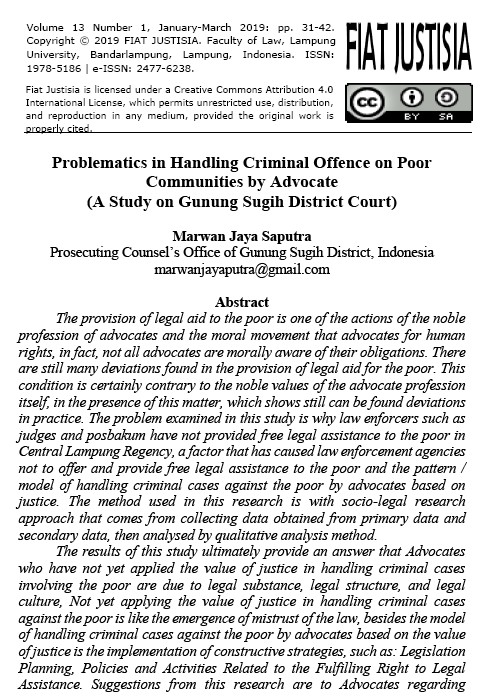 Volume 13 Number 1, January-March 2019: pp. 31-42.
Copyright © 2019 FIAT JUSTISIA. Faculty of Law, Lampung
University, Bandarlampung, Lampung, Indonesia. ISSN:
1978-5186 | e-ISSN: 2477-6238.
FIAT JUSTISIA
Fiat Justisia is licensed under a Creative Commons Attribution 4.0
International License, which permits unrestricted use, distribution,
and reproduction in any medium, provided the original work is
properly cited.
cc
BY SA
Problematics in Handling Criminal Offence on Poor
Communities by Advocate
(A Study on Gunung Sugih District Court)
Marwan Jaya Saputra
Prosecuting Counsel's Office of Gunung Sugih District, Indonesia
marwanjayaputra@gmail.com
Abstract
The provision of legal aid to the poor is one of the actions of the noble
profession of advocates and the moral movement that advocates for human
rights, in fact, not all advocates are morally aware of their obligations. There
are still many deviations found in the provision of legal aid for the poor. This
condition is certainly contrary to the noble values of the advocate profession
itself, in the presence of this matter, which shows still can be found deviations
in practice. The problem examined in this study is why law enforcers such as
judges and posbakum have not provided free legal assistance to the poor in
Central Lampung Regency, a factor that has caused law enforcement agencies
not to offer and provide free legal assistance to the poor and the pattern /
model of handling criminal cases against the poor by advocates based on
justice. The method used in this research is with socio-legal research
approach that comes from collecting data obtained from primary data and
secondary data, then analysed by qualitative analysis method.
The results of this study ultimately provide an answer that Advocates
who have not yet applied the value of justice in handling criminal cases
involving the poor are due to legal substance, legal structure, and legal
culture, Not yet applying the value of justice in handling criminal cases
against the poor is like the emergence of mistrust of the law, besides the model
of handling criminal cases against the poor by advocates based on the value
of justice is the implementation of constructive strategies, such as: Legislation
Planning, Policies and Activities Related to the Fulfilling Right to Legal
Assistance. Suggestions from this research are to Advocates regarding